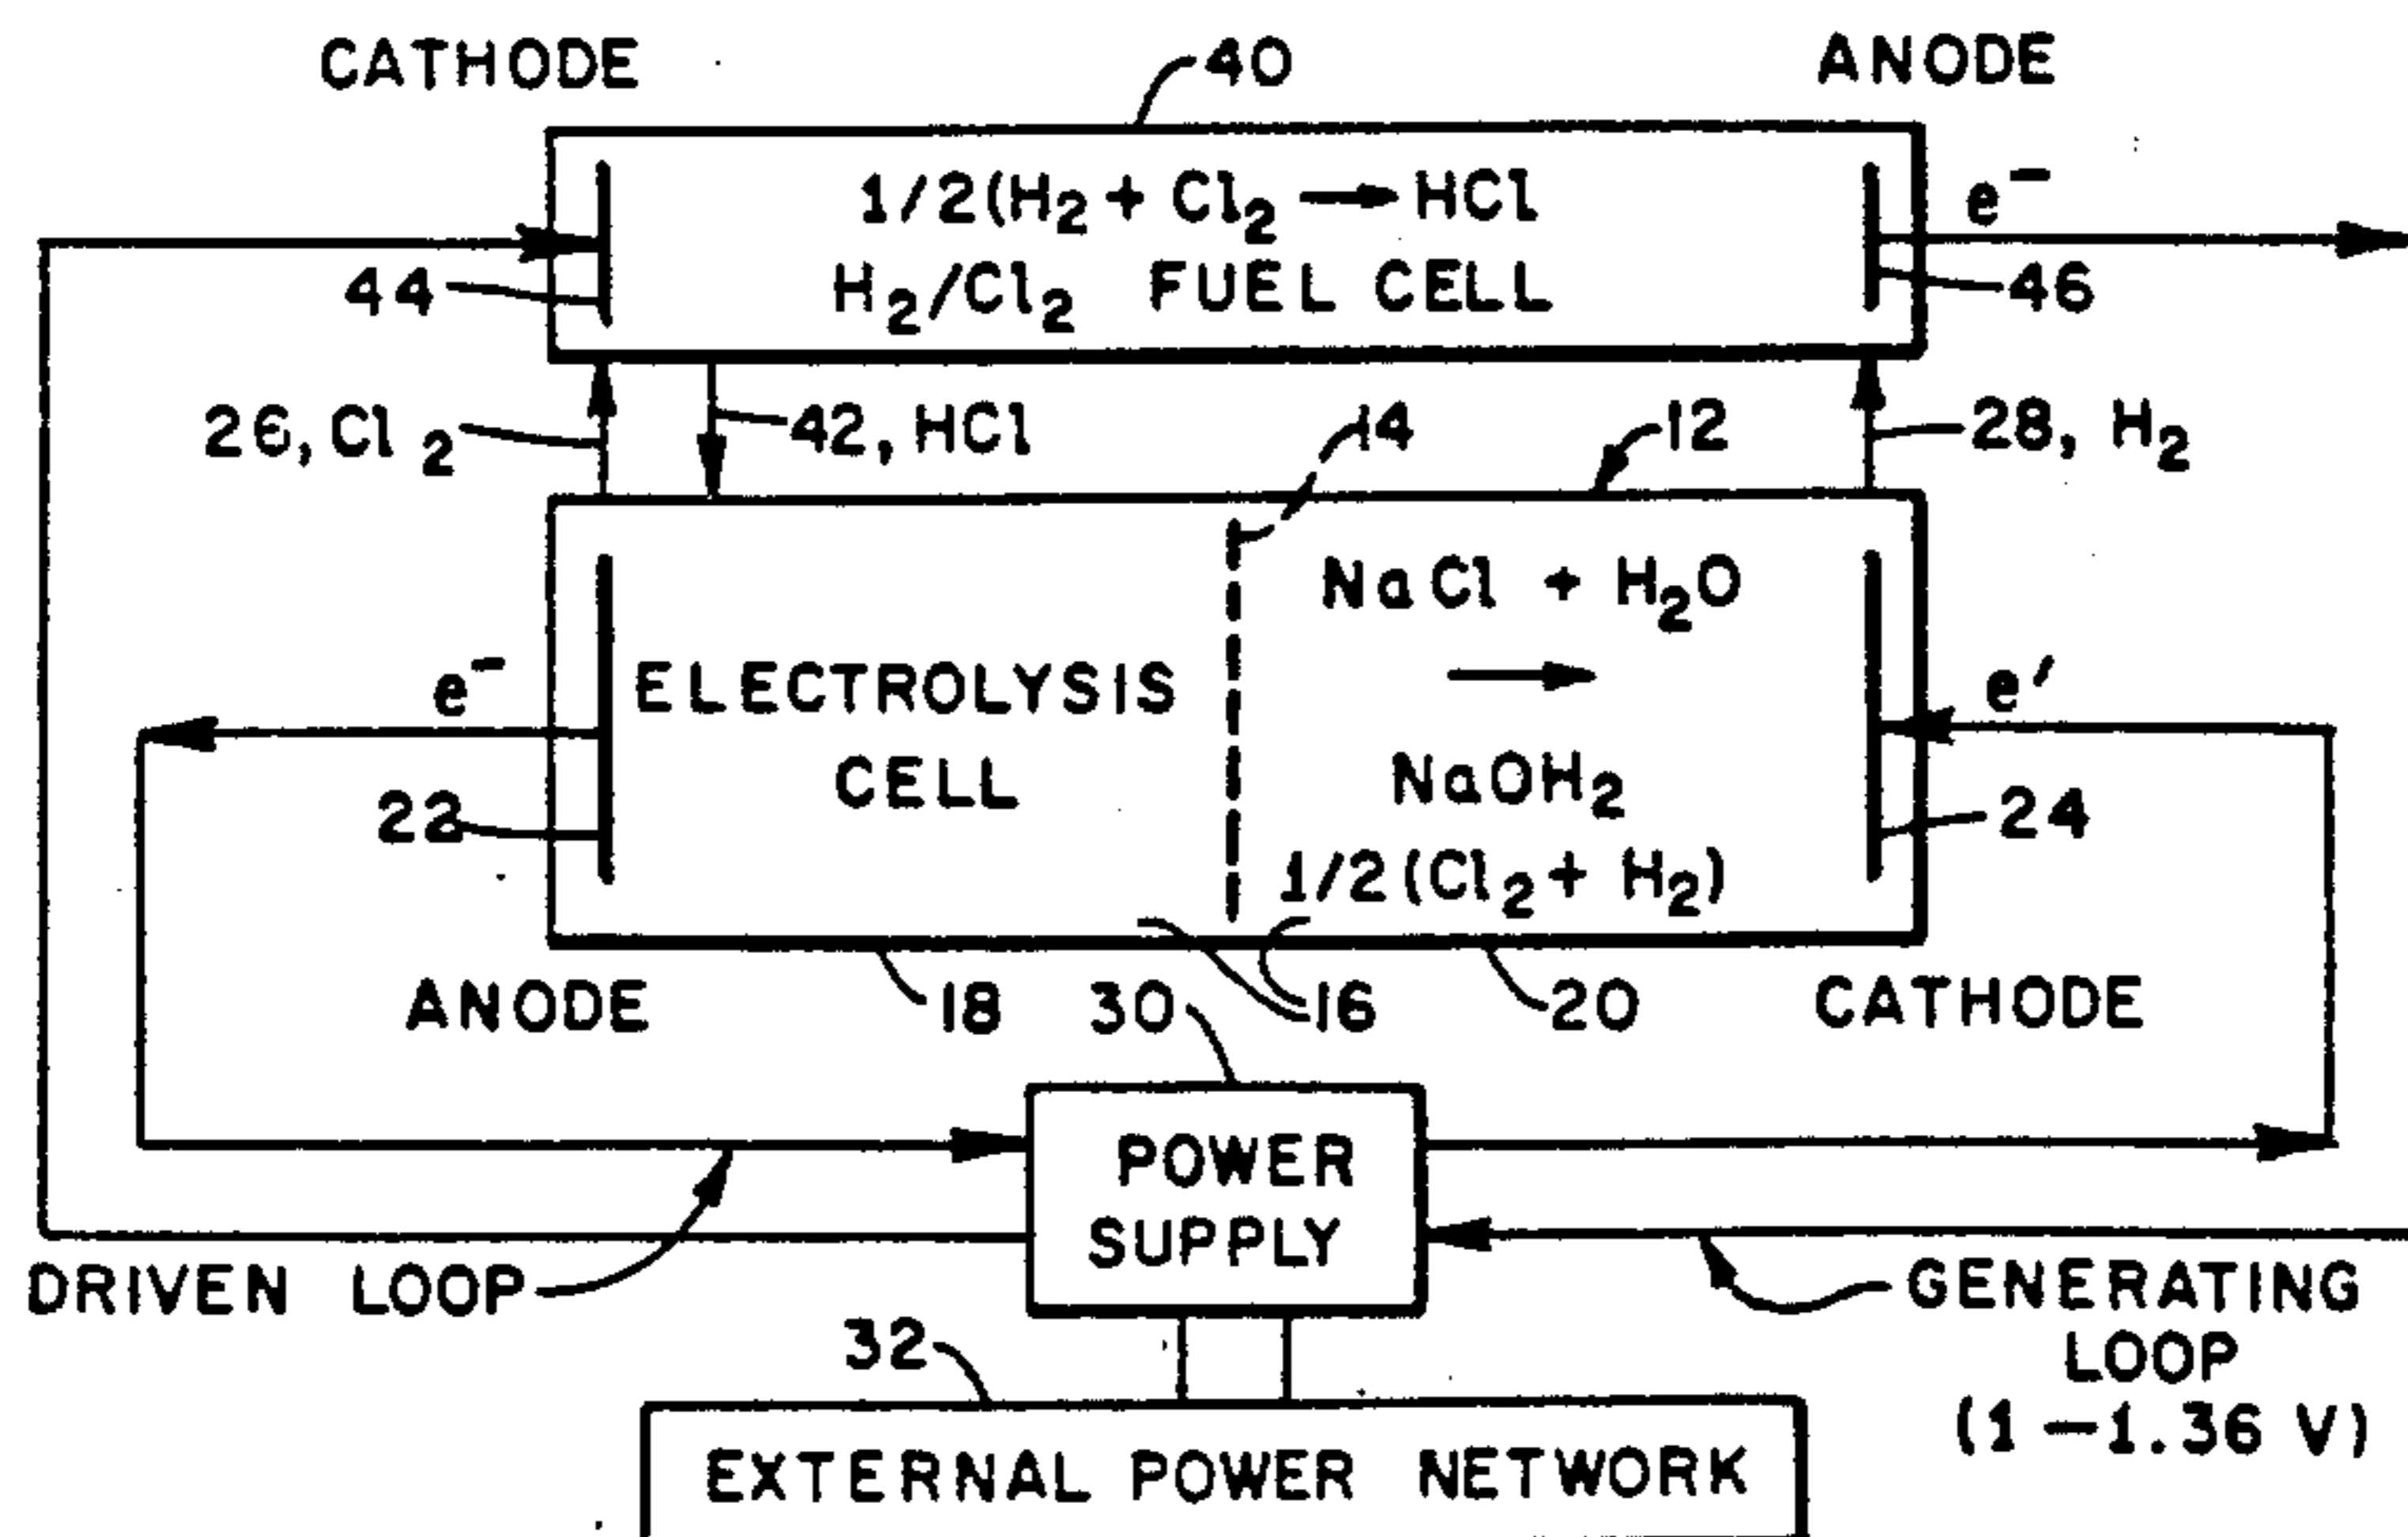 CATHODE
40
ANODE
1/2(H2 + Cl2 → HCl
e−
44
H2/Cl2 FUEL CELL
46
26, Cl2
42, HCl
14
12
28, H2
NaCl + H2O
→
e−
ELECTROLYSIS
e′
CELL
NaOH2
22
24
1/2(Cl2 + H2)
ANODE
18
30
16
20
CATHODE
POWER
SUPPLY
DRIVEN LOOP
GENERATING
LOOP
(1 – 1.36 V)
32
EXTERNAL POWER NETWORK